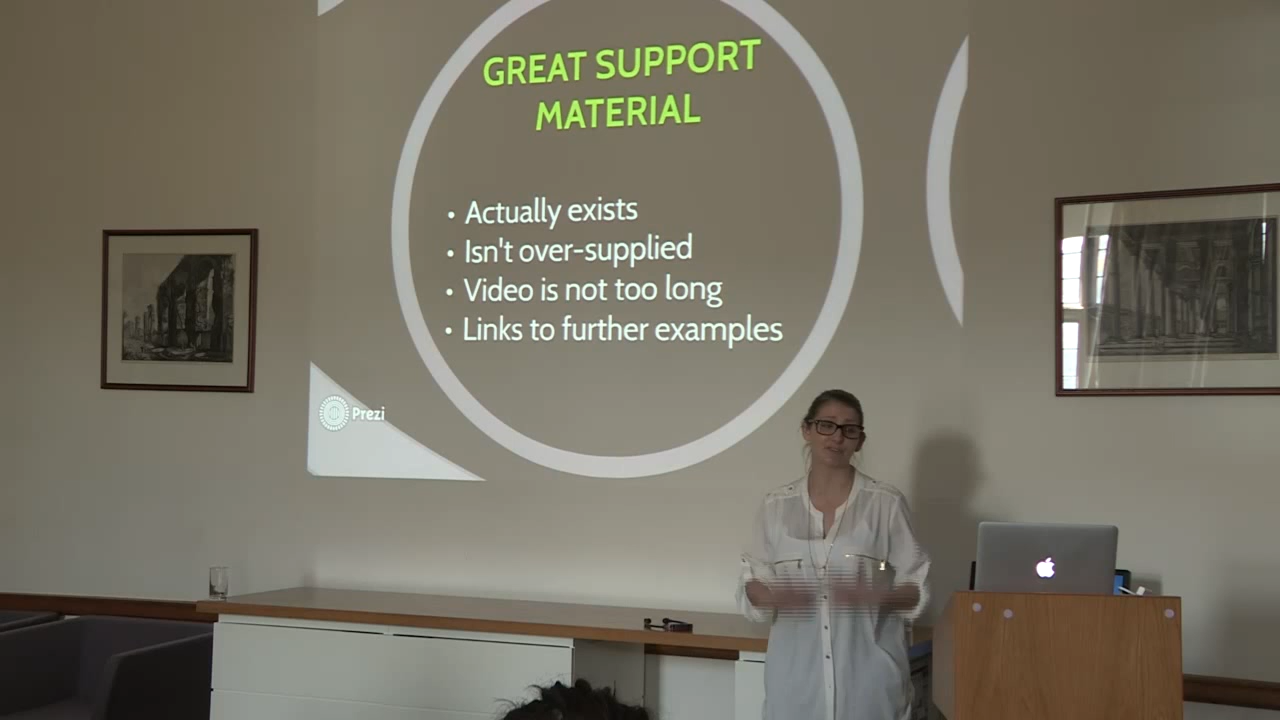 GREAT SUPPORT
MATERIAL
• Actually exists
• Isn't over-supplied
• Video is not too long
• Links to further examples
Prezi